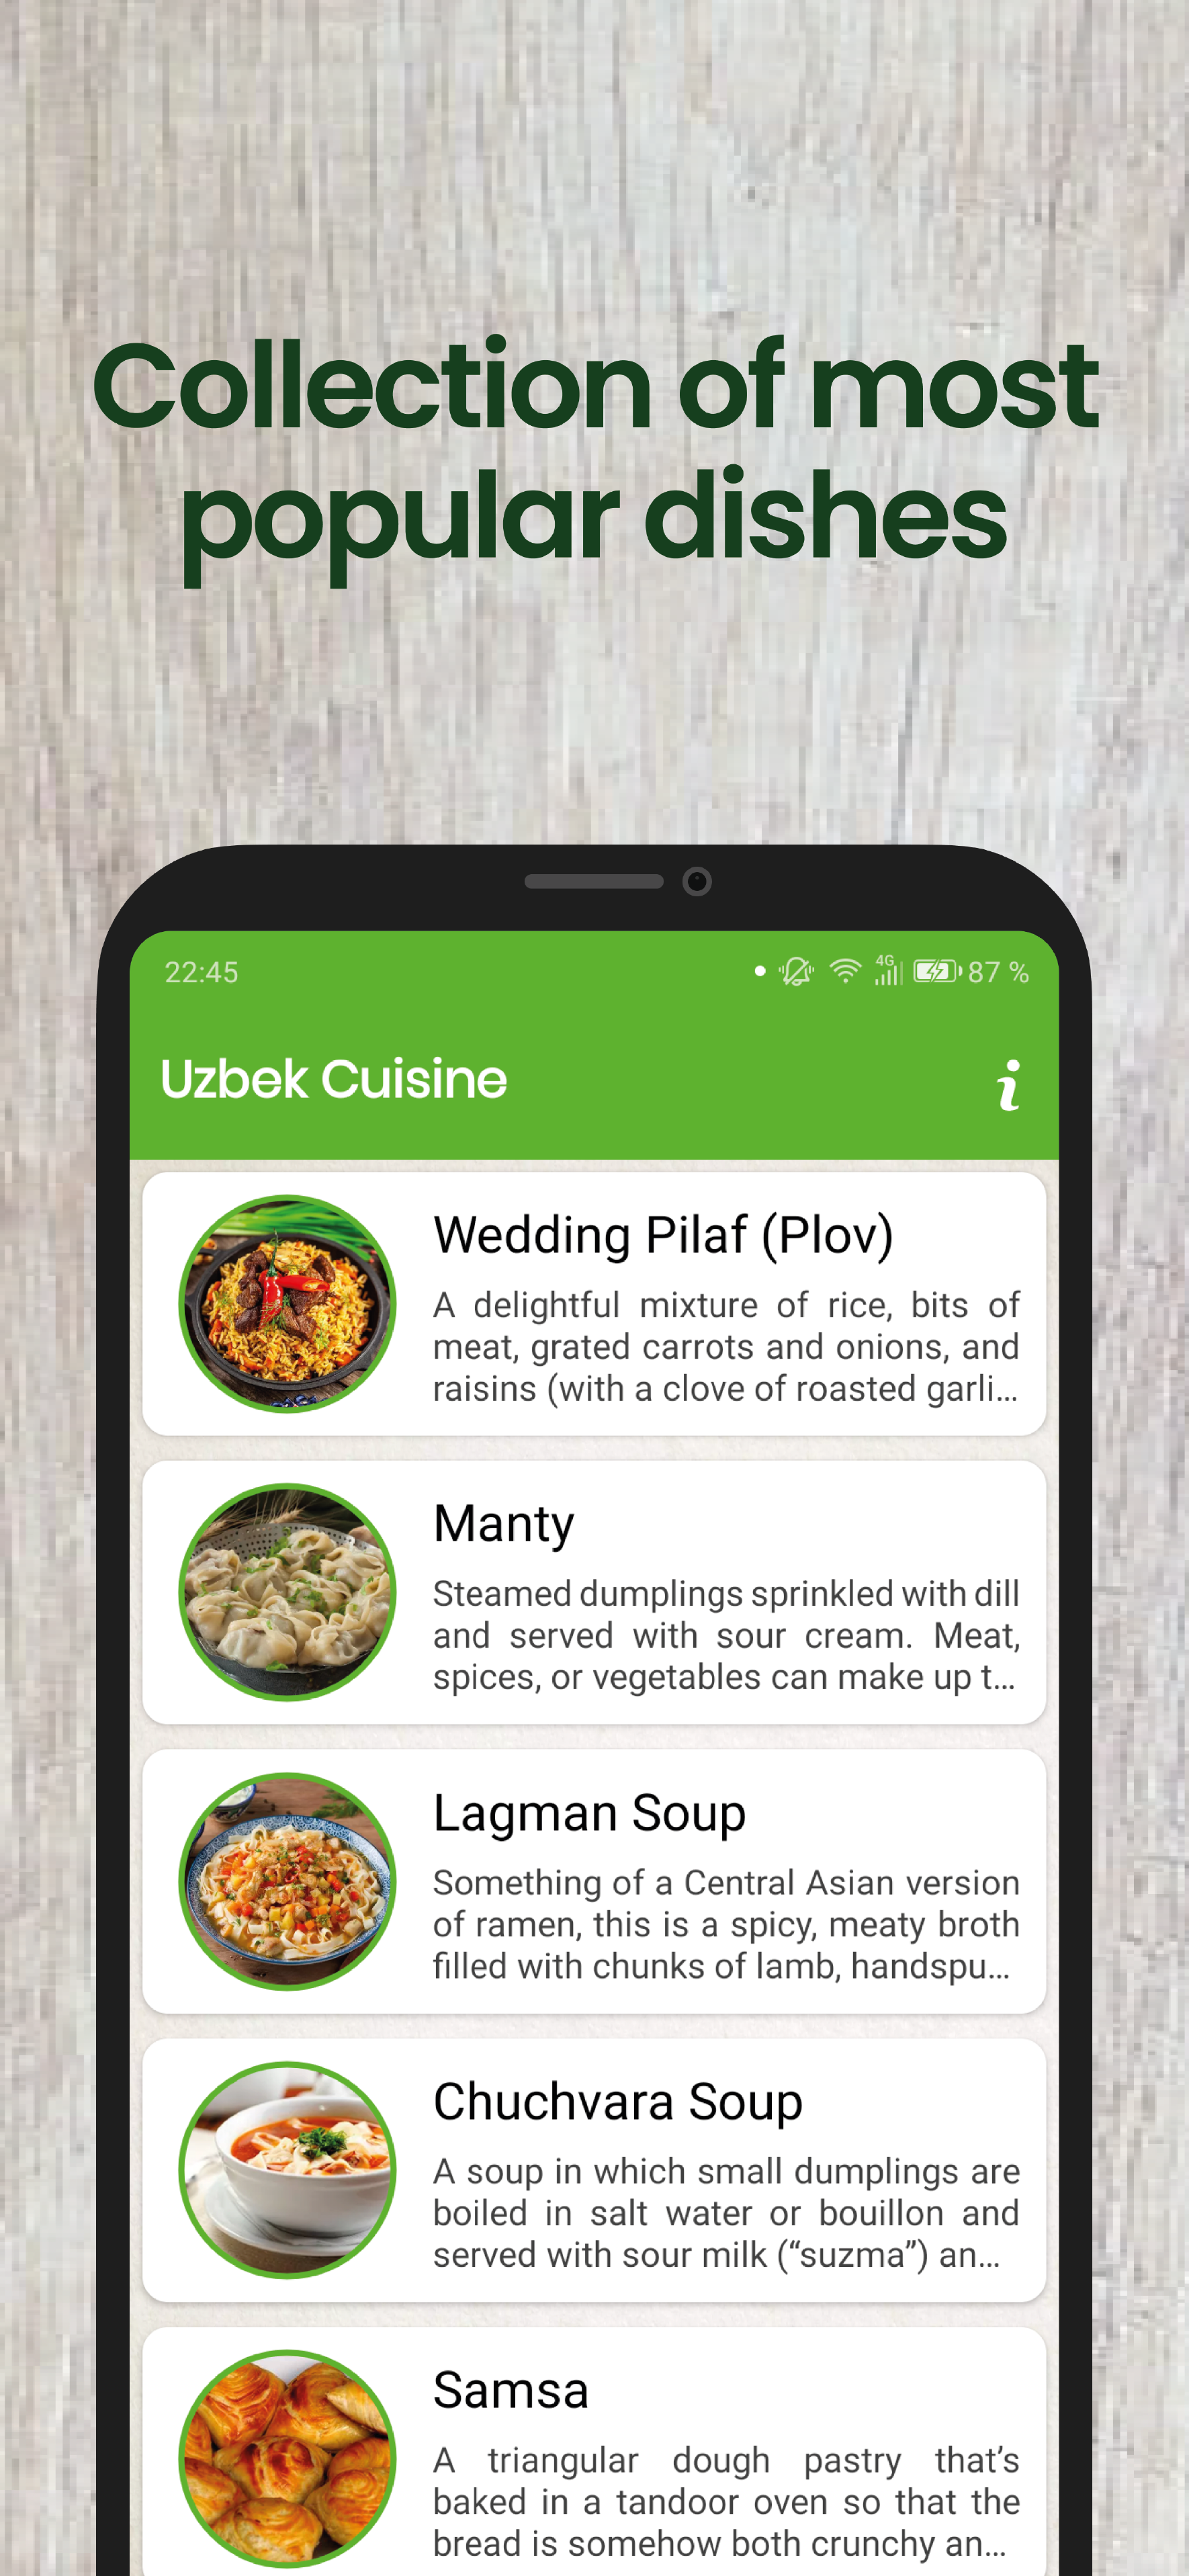 Collection of most
popular dishes
22:45
4G
87 %
Uzbek Cuisine
i
Wedding Pilaf (Plov)
A delightful mixture of rice, bits of
meat, grated carrots and onions, and
raisins (with a clove of roasted garli...
Manty
Steamed dumplings sprinkled with dill
and served with sour cream. Meat,
spices, or vegetables can make up t...
Lagman Soup
Something of a Central Asian version
of ramen, this is a spicy, meaty broth
filled with chunks of lamb, handspu...
Chuchvara Soup
A soup in which small dumplings are
boiled in salt water or bouillon and
served with sour milk (“suzma”) an...
Samsa
A triangular dough pastry that’s
baked in a tandoor oven so that the
bread is somehow both crunchy an...